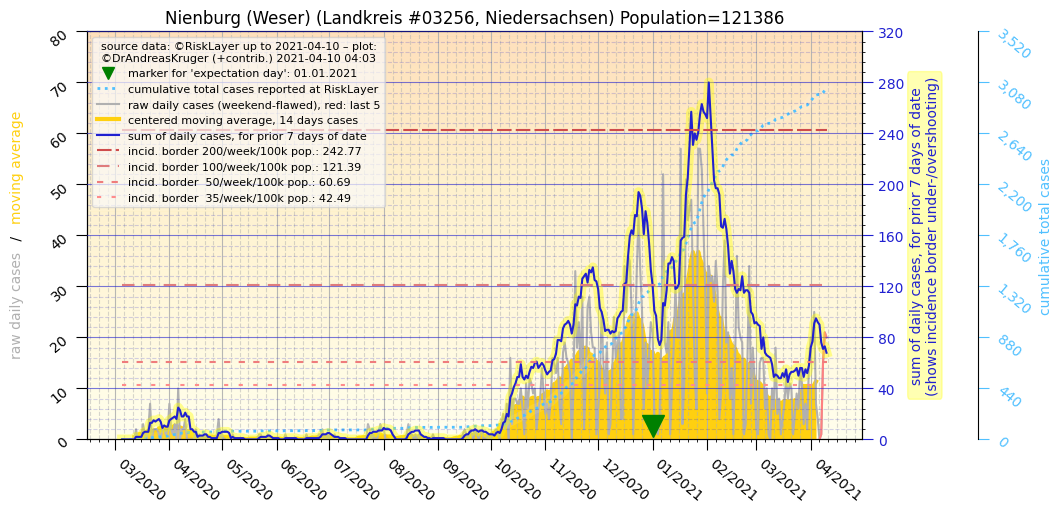 Nienburg (Weser) (Landkreis #03256, Niedersachsen) Population=121386
source data: ©RiskLayer up to 2021-04-10 – plot:
©DrAndreasKruger (+contrib.) 2021-04-10 04:03
marker for 'expectation day': 01.01.2021
cumulative total cases reported at RiskLayer
raw daily cases (weekend-flawed), red: last 5
centered moving average, 14 days cases
sum of daily cases, for prior 7 days of date
incid. border 200/week/100k pop.: 242.77
incid. border 100/week/100k pop.: 121.39
incid. border  50/week/100k pop.: 60.69
incid. border  35/week/100k pop.: 42.49
raw daily cases / moving average
80
70
60
50
40
30
20
10
0
03/2020
04/2020
05/2020
06/2020
07/2020
08/2020
09/2020
10/2020
11/2020
12/2020
01/2021
02/2021
03/2021
04/2021
320
280
240
200
160
120
80
40
0
sum of daily cases, for prior 7 days of date
(shows incidence border under-/overshooting)
3,520
3,080
2,640
2,200
1,760
1,320
880
440
0
cumulative total cases